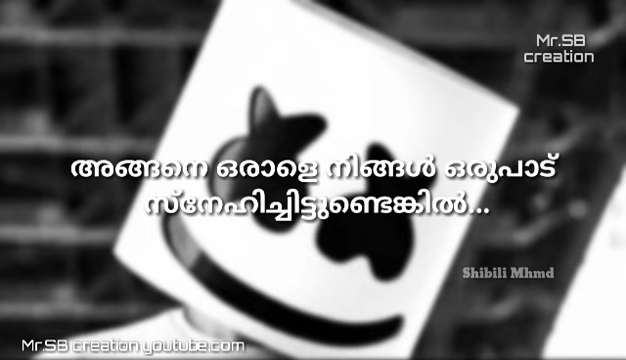 Mr.SB
creation
അങ്ങനെ ഒരാളെ നിങ്ങൾ ഒരുപാട്
സ്നേഹിച്ചിട്ടുണ്ടെങ്കിൽ...
Shibili Mhmd
Mr.SB creation youtube.com